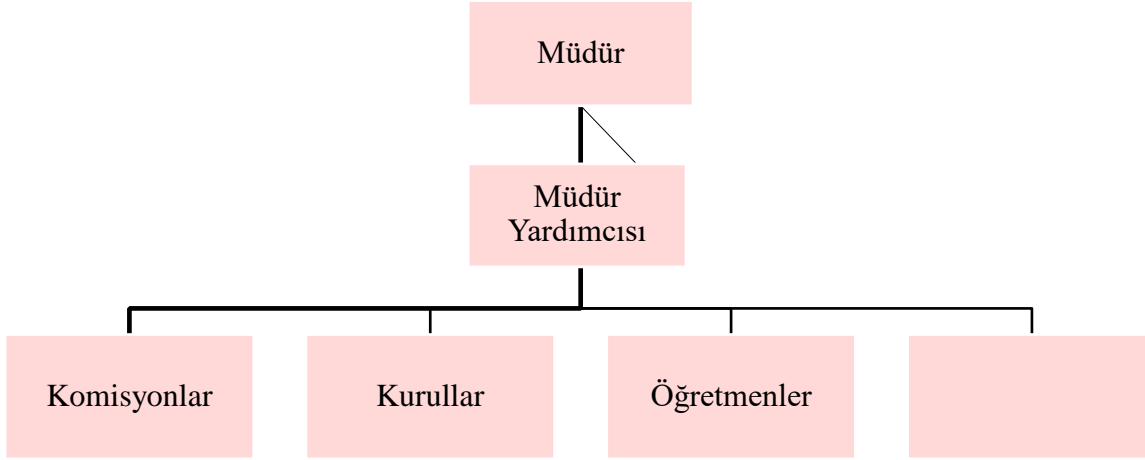 Müdür
Müdür
Yardımcısı
Komisyonlar
Kurullar
Öğretmenler